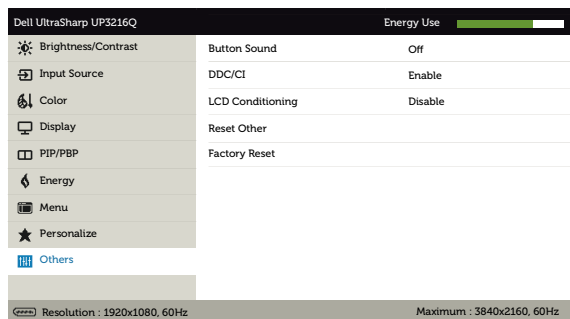 Dell UltraSharp UP3216Q Energy Use
Brightness/Contrast Button Sound Off
Input Source DDC/CI Enable
Color LCD Conditioning Disable
Display Reset Other
PIP/PBP Factory Reset
Energy
Menu
Personalize
Others
Resolution : 1920x1080, 60Hz Maximum : 3840x2160, 60Hz